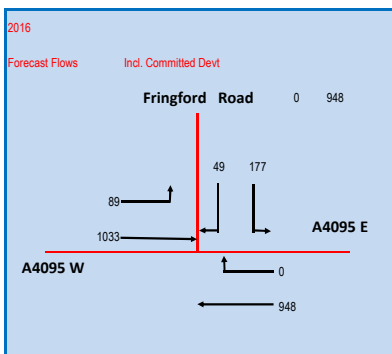 2016
Forecast Flows Incl. Committed Devt
Fringford Road 0 948
49 177
89
1033
A4095 E
A4095 W
0
948